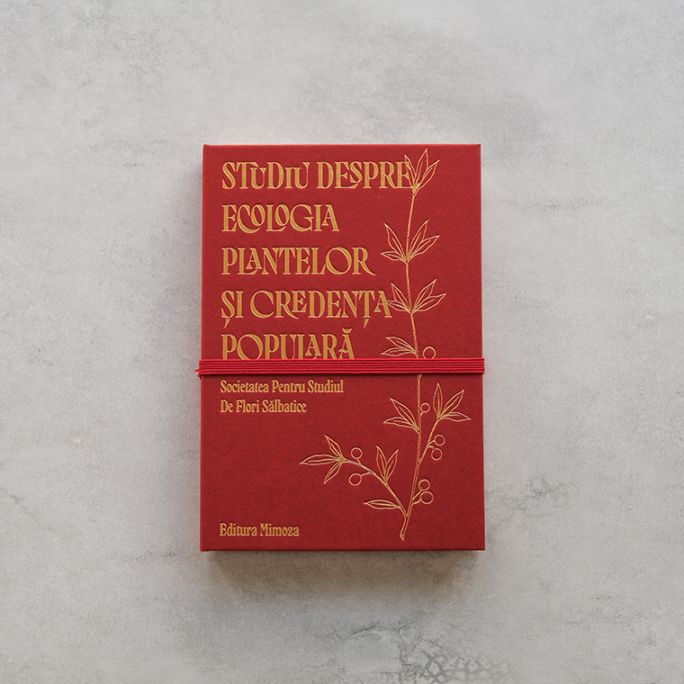 STUDIU DESPRE
ECOLOGIA
PLANTELOR
ȘI CREDENȚA
POPULARĂ
Societatea Pentru Studiul
De Flori Sălbatice
Editura Mimoza